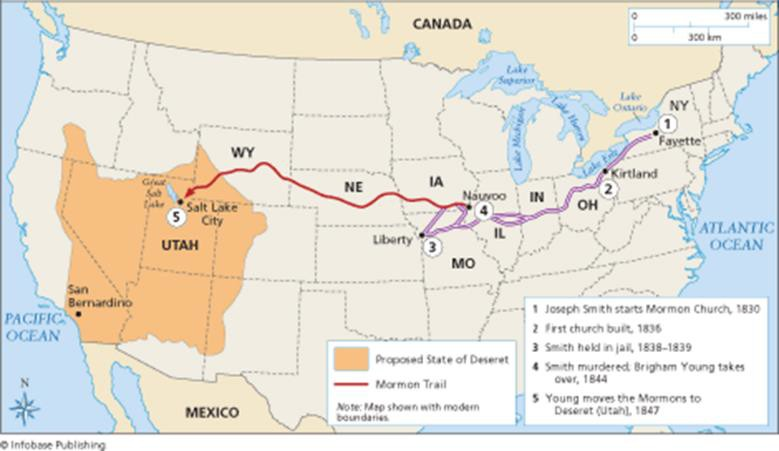 CANADA
0 300 miles
0 300 km
Lake
Superior
Lake Michigan
Lake Huron
Lake
Ontario
Lake Erie
NY
1
Fayette
Kirtland
2
OH
IN
IL
IA
Nauvoo
4
Liberty
3
MO
NE
WY
Great
Salt
Lake
5
Salt Lake
City
UTAH
San
Bernardino
PACIFIC
OCEAN
ATLANTIC
OCEAN
N
MEXICO
Proposed State of Deseret
Mormon Trail
Note: Map shown with modern
boundaries.
1 Joseph Smith starts Mormon Church, 1830
2 First church built, 1836
3 Smith held in jail, 1838–1839
4 Smith murdered; Brigham Young takes
over, 1844
5 Young moves the Mormons to
Deseret (Utah), 1847
© Infobase Publishing